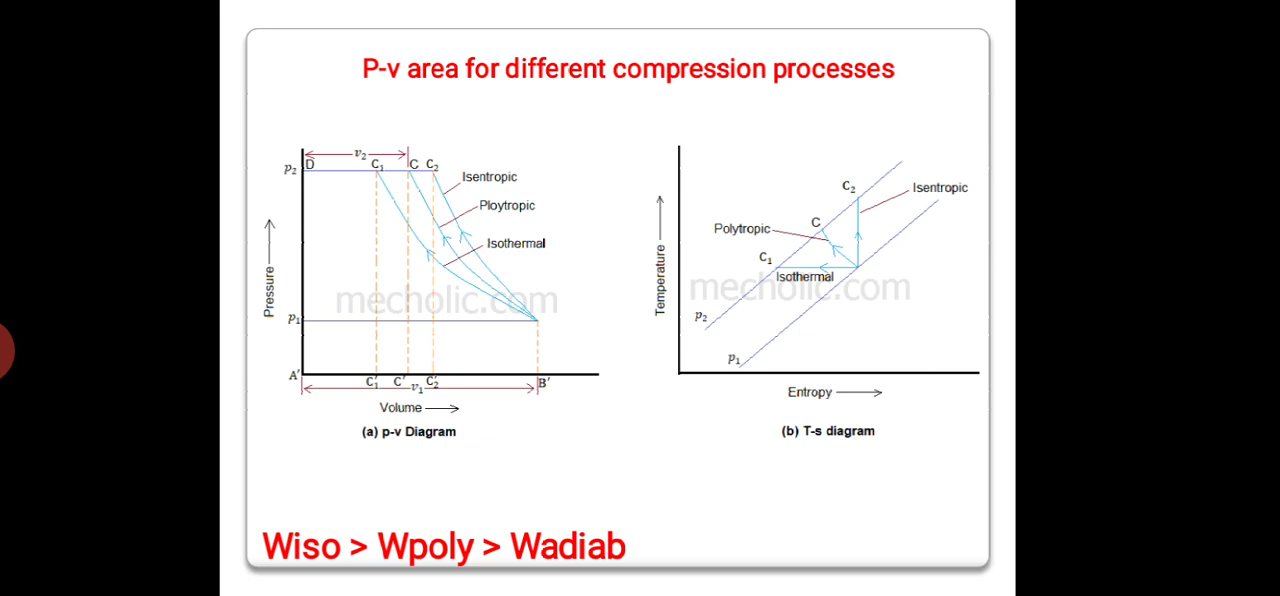 P-v area for different compression processes
v₂
p₂ D C₁ C C₂
Isentropic
Ploytropic
Isothermal
Pressure
mecholic.com
p₁
A′ C₁′ C′ v₁ C₂′ B′
Volume
(a) p-v Diagram
C₂
Isentropic
C
Polytropic
C₁
Isothermal
Temperature
mecholic.com
p₂
p₁
Entropy
(b) T-s diagram
Wiso > Wpoly > Wadiab